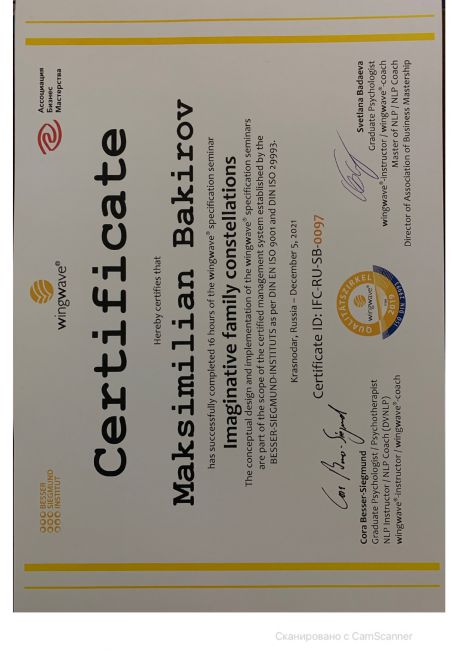 BESSER
SIEGMUND
INSTITUT
wingwave®
Ассоциация
Бизнес
Мастерства
Certificate
Hereby certifies that
Maksimilian Bakirov
has successfully completed 16 hours of the wingwave® specification seminar
Imaginative family constellations
The conceptual design and implementation of the wingwave® specification seminars
are part of the scope of the certified management system established by the
BESSER-SIEGMUND-INSTITUTS as per DIN EN ISO 9001 and DIN ISO 29993.
Krasnodar, Russia – December 5, 2021
Certificate ID: IFC-RU-SB-0097
QUALITÄTSZIRKEL
wingwave®
2019
Cora Besser-Siegmund
Graduate Psychologist / Psychotherapist
NLP Instructor / NLP Coach (DVNLP)
wingwave®-instructor / wingwave®-coach
Svetlana Badaeva
Graduate Psychologist
wingwave®-instructor / wingwave®-coach
Master of NLP / NLP Coach
Director of Association of Business Mastership
Сканировано с CamScanner